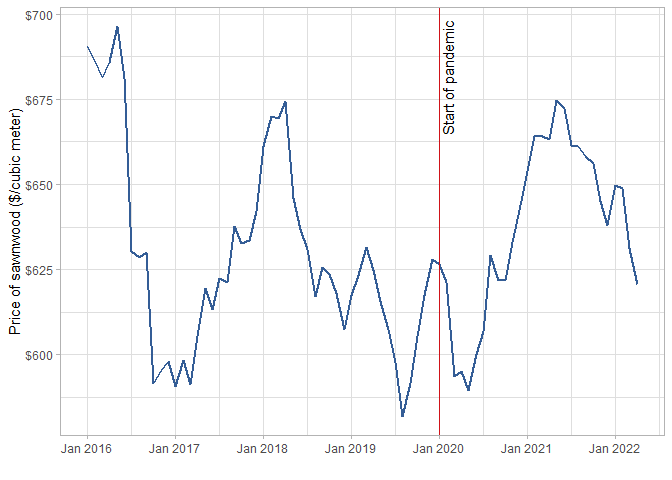 $700
$675
$650
$625
$600
Price of sawnwood ($/cubic meter)
Start of pandemic
Jan 2016
Jan 2017
Jan 2018
Jan 2019
Jan 2020
Jan 2021
Jan 2022